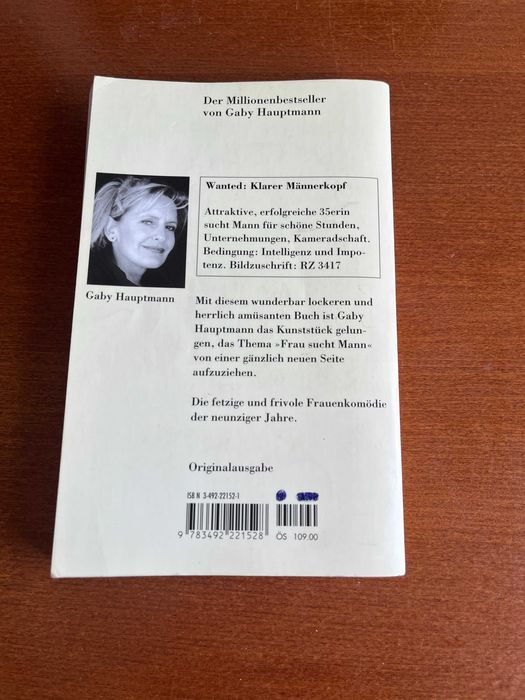 Der Millionenbestseller
von Gaby Hauptmann
Wanted: Klarer Männerkopf
Attraktive, erfolgreiche 35erin
sucht Mann für schöne Stunden,
Unternehmungen, Kameradschaft.
Bedingung: Intelligenz und Impo-
tenz. Bildzuschrift: RZ 3417
Gaby Hauptmann
Mit diesem wunderbar lockeren und
herrlich amüsanten Buch ist Gaby
Hauptmann das Kunststück gelun-
gen, das Thema »Frau sucht Mann«
von einer gänzlich neuen Seite
aufzuziehen.
Die fetzige und frivole Frauenkomödie
der neunziger Jahre.
Originalausgabe
ISBN 3-492-22152-1
9 783492 221528
ÖS 109.00